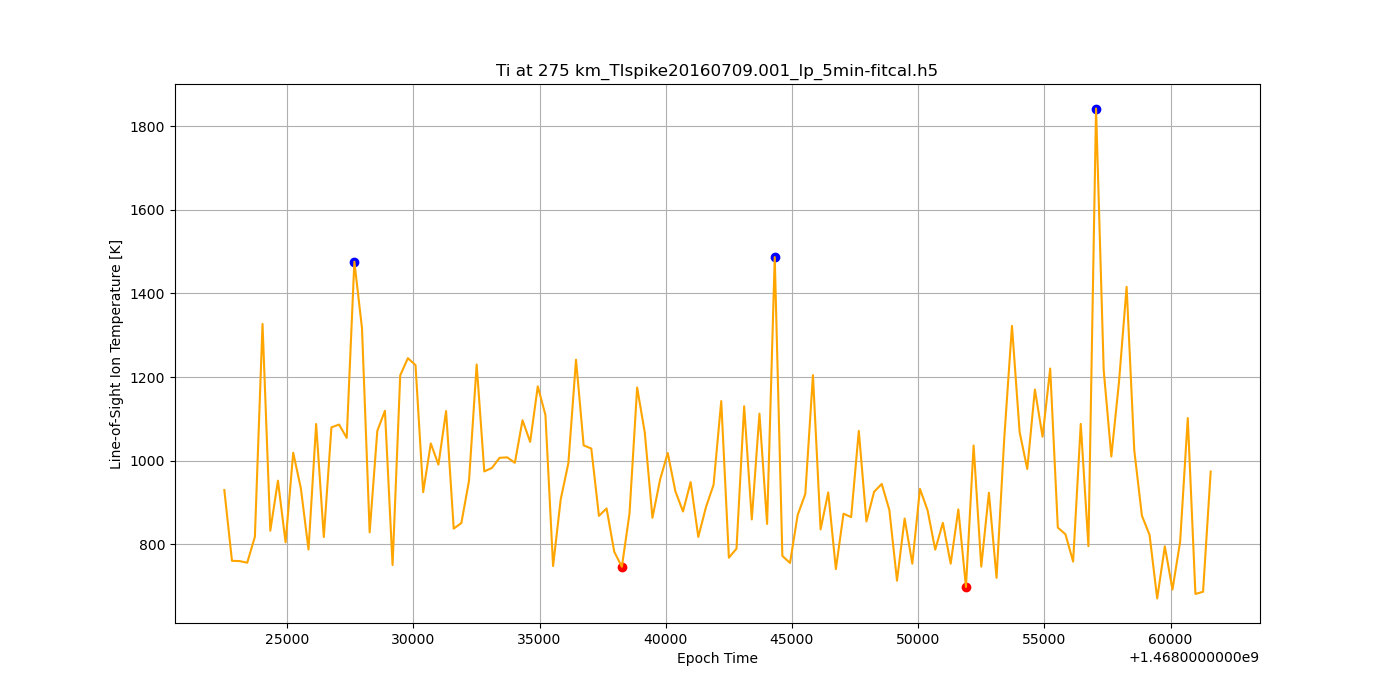 Ti at 275 km_TIspike20160709.001_lp_5min-fitcal.h5
Line-of-Sight Ion Temperature [K]
1800
1600
1400
1200
1000
800
25000 30000 35000 40000 45000 50000 55000 60000
Epoch Time
+1.4680000000e9